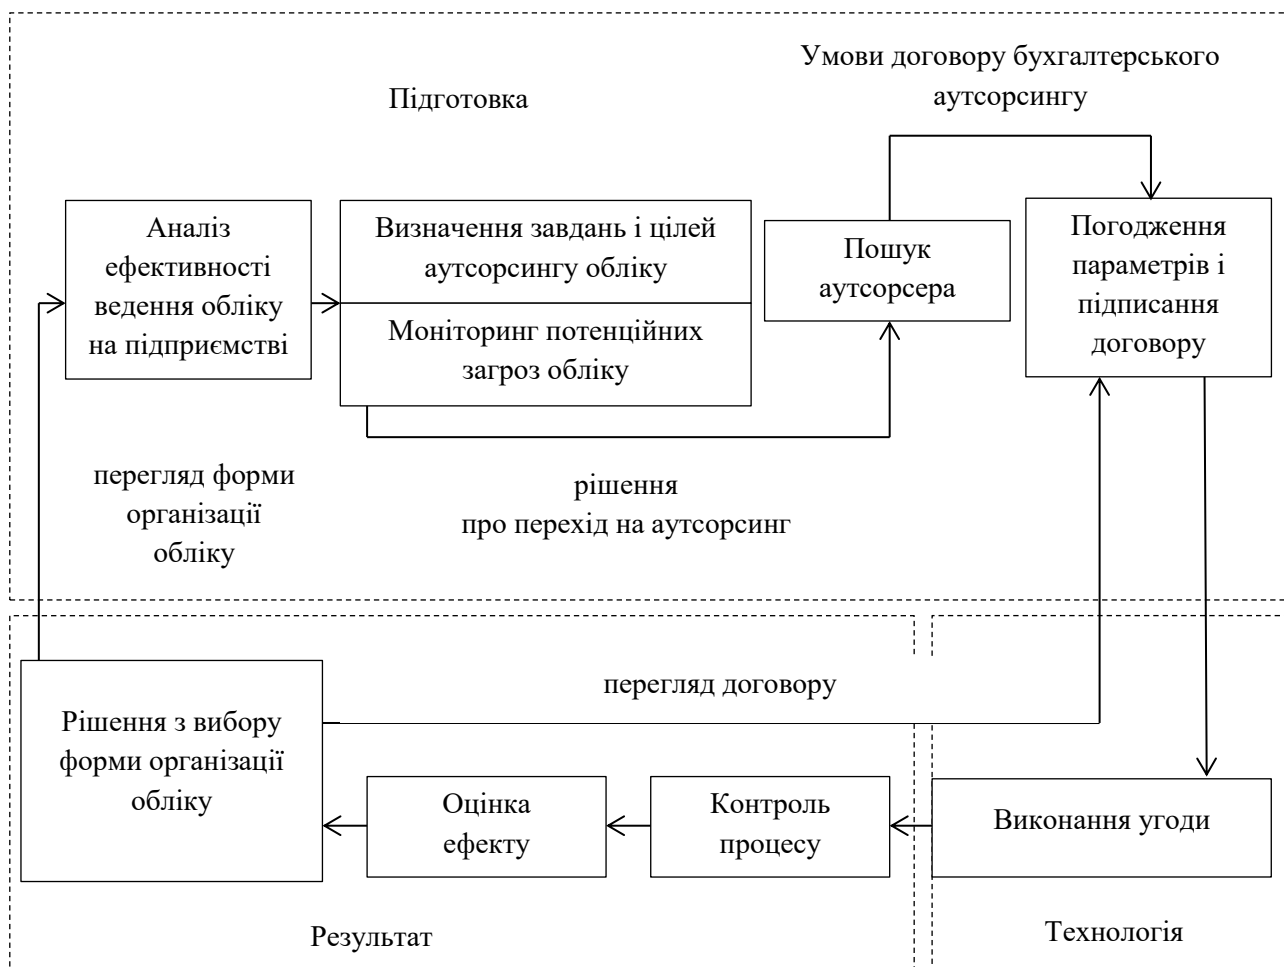 Умови договору бухгалтерського
аутсорсингу
Підготовка
Аналіз
ефективності
ведення обліку
на підприємстві
Визначення завдань і цілей
аутсорсингу обліку
Моніторинг потенційних
загроз обліку
Пошук
аутсорсера
Погодження
параметрів і
підписання
договору
перегляд форми
організації
обліку
рішення
про перехід на аутсорсинг
перегляд договору
Рішення з вибору
форми організації
обліку
Оцінка
ефекту
Контроль
процесу
Виконання угоди
Результат
Технологія